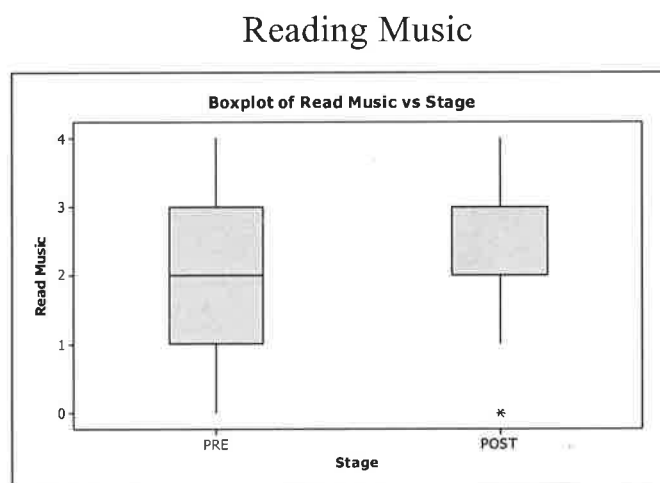 Reading Music
Boxplot of Read Music vs Stage
4
3
2
1
0
Read Music
PRE
POST
Stage